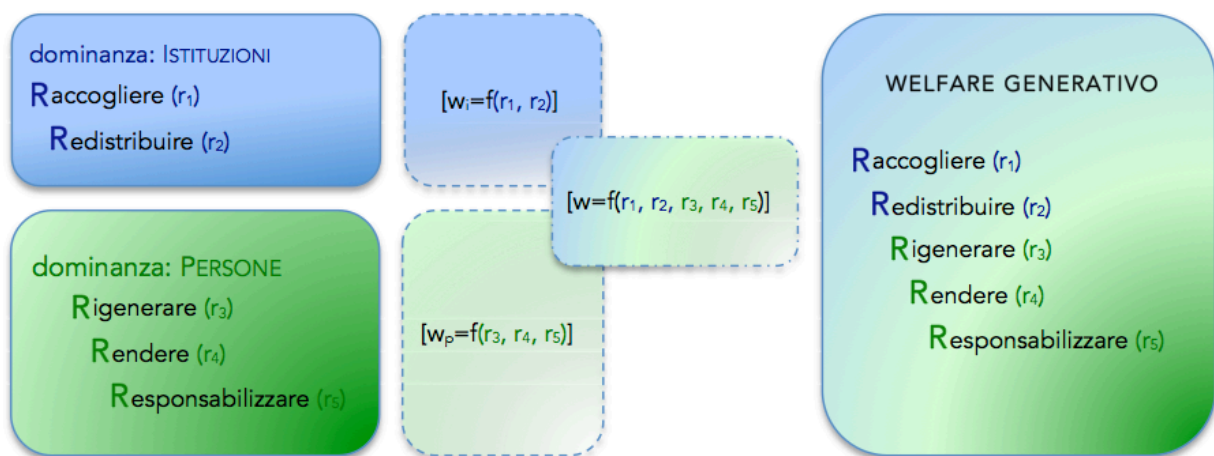 dominanza: ISTITUZIONI
Raccogliere (r₁)
Redistribuire (r₂)
dominanza: PERSONE
Rigenerare (r₃)
Rendere (r₄)
Responsabilizzare (r₅)
[wᵢ=f(r₁, r₂)]
[w=f(r₁, r₂, r₃, r₄, r₅)]
[wₚ=f(r₃, r₄, r₅)]
WELFARE GENERATIVO
Raccogliere (r₁)
Redistribuire (r₂)
Rigenerare (r₃)
Rendere (r₄)
Responsabilizzare (r₅)